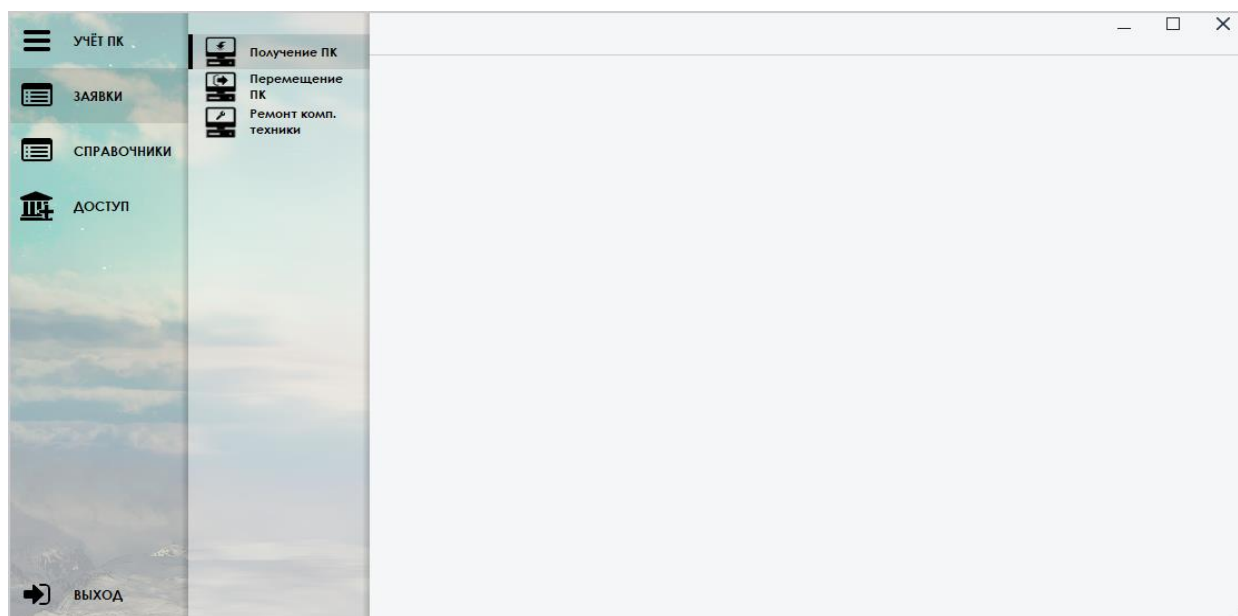 УЧЁТ ПК
ЗАЯВКИ
СПРАВОЧНИКИ
ДОСТУП
ВЫХОД
Получение ПК
Перемещение
ПК
Ремонт комп.
техники